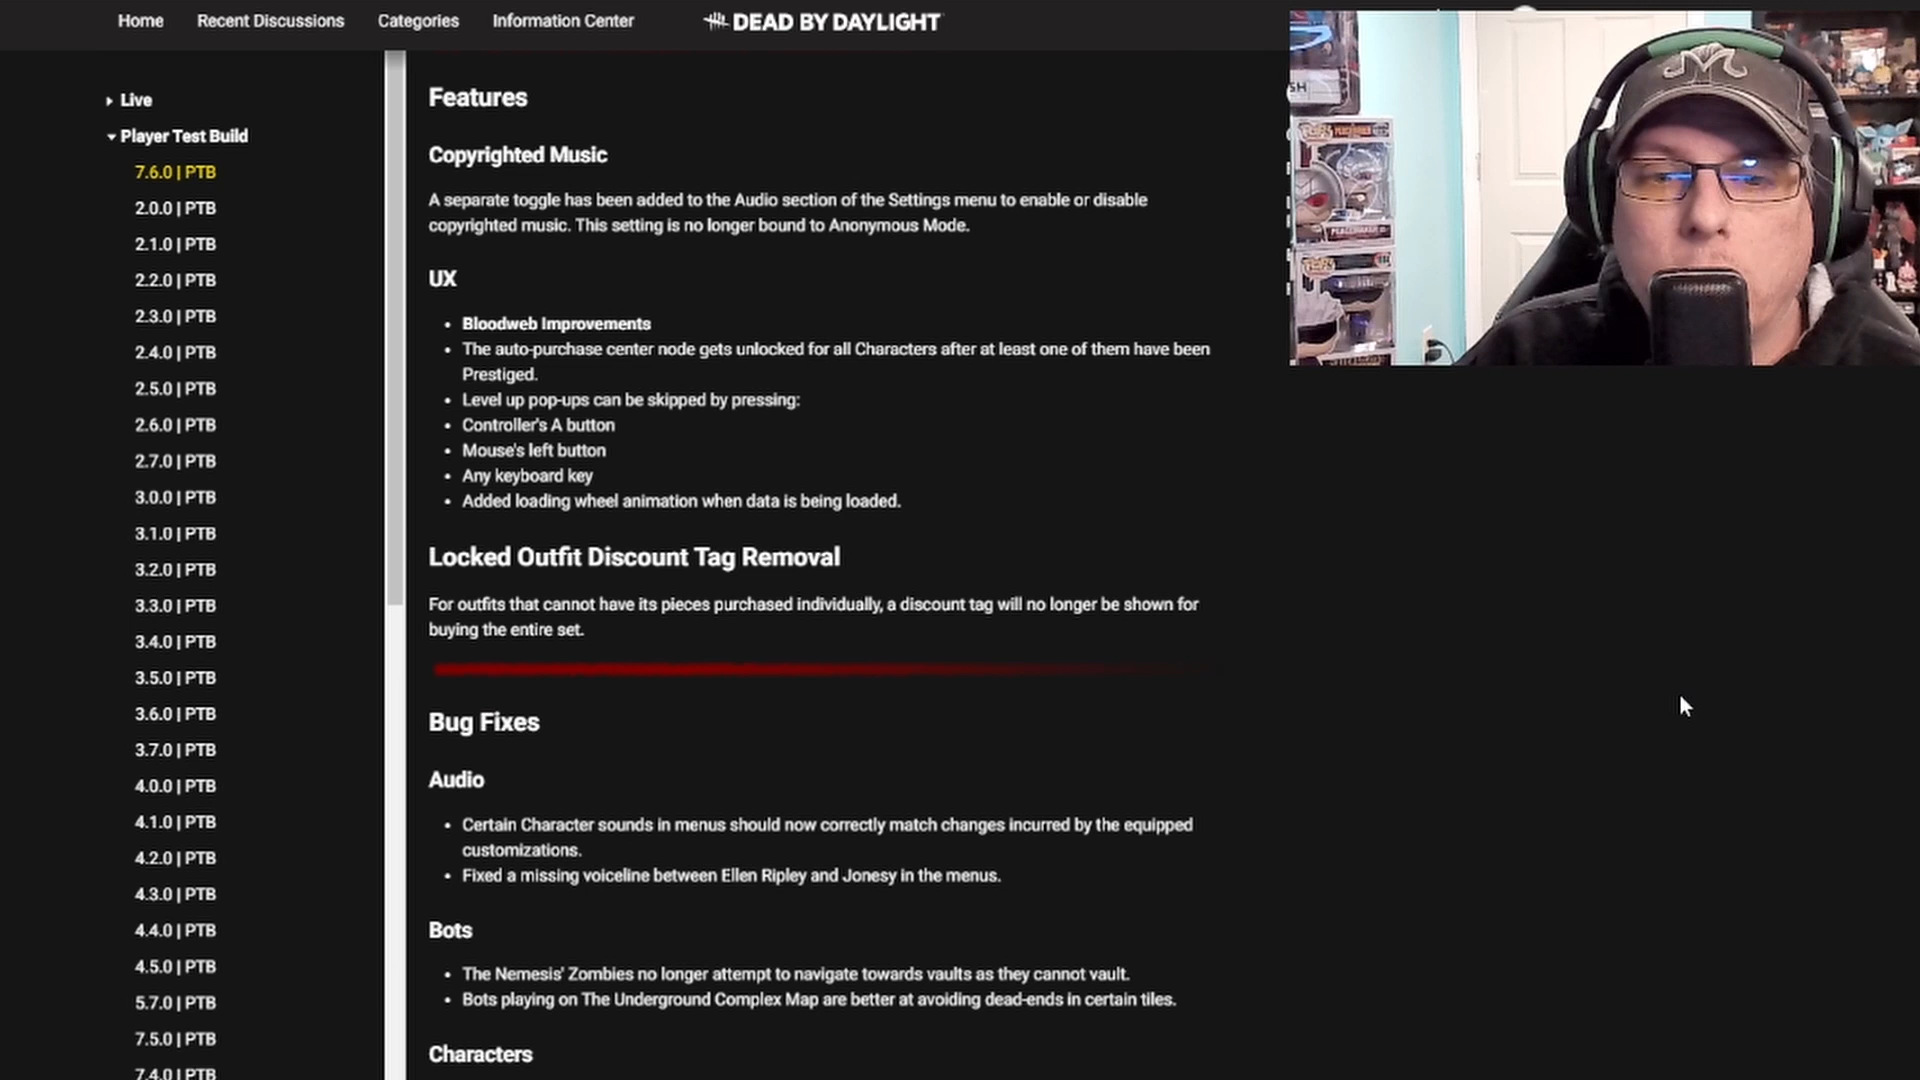 Home Recent Discussions Categories Information Center DEAD BY DAYLIGHT
Live
Player Test Build
7.6.0 | PTB
2.0.0 | PTB
2.1.0 | PTB
2.2.0 | PTB
2.3.0 | PTB
2.4.0 | PTB
2.5.0 | PTB
2.6.0 | PTB
2.7.0 | PTB
3.0.0 | PTB
3.1.0 | PTB
3.2.0 | PTB
3.3.0 | PTB
3.4.0 | PTB
3.5.0 | PTB
3.6.0 | PTB
3.7.0 | PTB
4.0.0 | PTB
4.1.0 | PTB
4.2.0 | PTB
4.3.0 | PTB
4.4.0 | PTB
4.5.0 | PTB
5.7.0 | PTB
7.5.0 | PTB
7.4.0 | PTB
Features
Copyrighted Music
A separate toggle has been added to the Audio section of the Settings menu to enable or disable
copyrighted music. This setting is no longer bound to Anonymous Mode.
UX
• Bloodweb Improvements
• The auto-purchase center node gets unlocked for all Characters after at least one of them have been
Prestiged.
• Level up pop-ups can be skipped by pressing:
• Controller's A button
• Mouse's left button
• Any keyboard key
• Added loading wheel animation when data is being loaded.
Locked Outfit Discount Tag Removal
For outfits that cannot have its pieces purchased individually, a discount tag will no longer be shown for
buying the entire set.
Bug Fixes
Audio
• Certain Character sounds in menus should now correctly match changes incurred by the equipped
customizations.
• Fixed a missing voiceline between Ellen Ripley and Jonesy in the menus.
Bots
• The Nemesis' Zombies no longer attempt to navigate towards vaults as they cannot vault.
• Bots playing on The Underground Complex Map are better at avoiding dead-ends in certain tiles.
Characters
SH
M